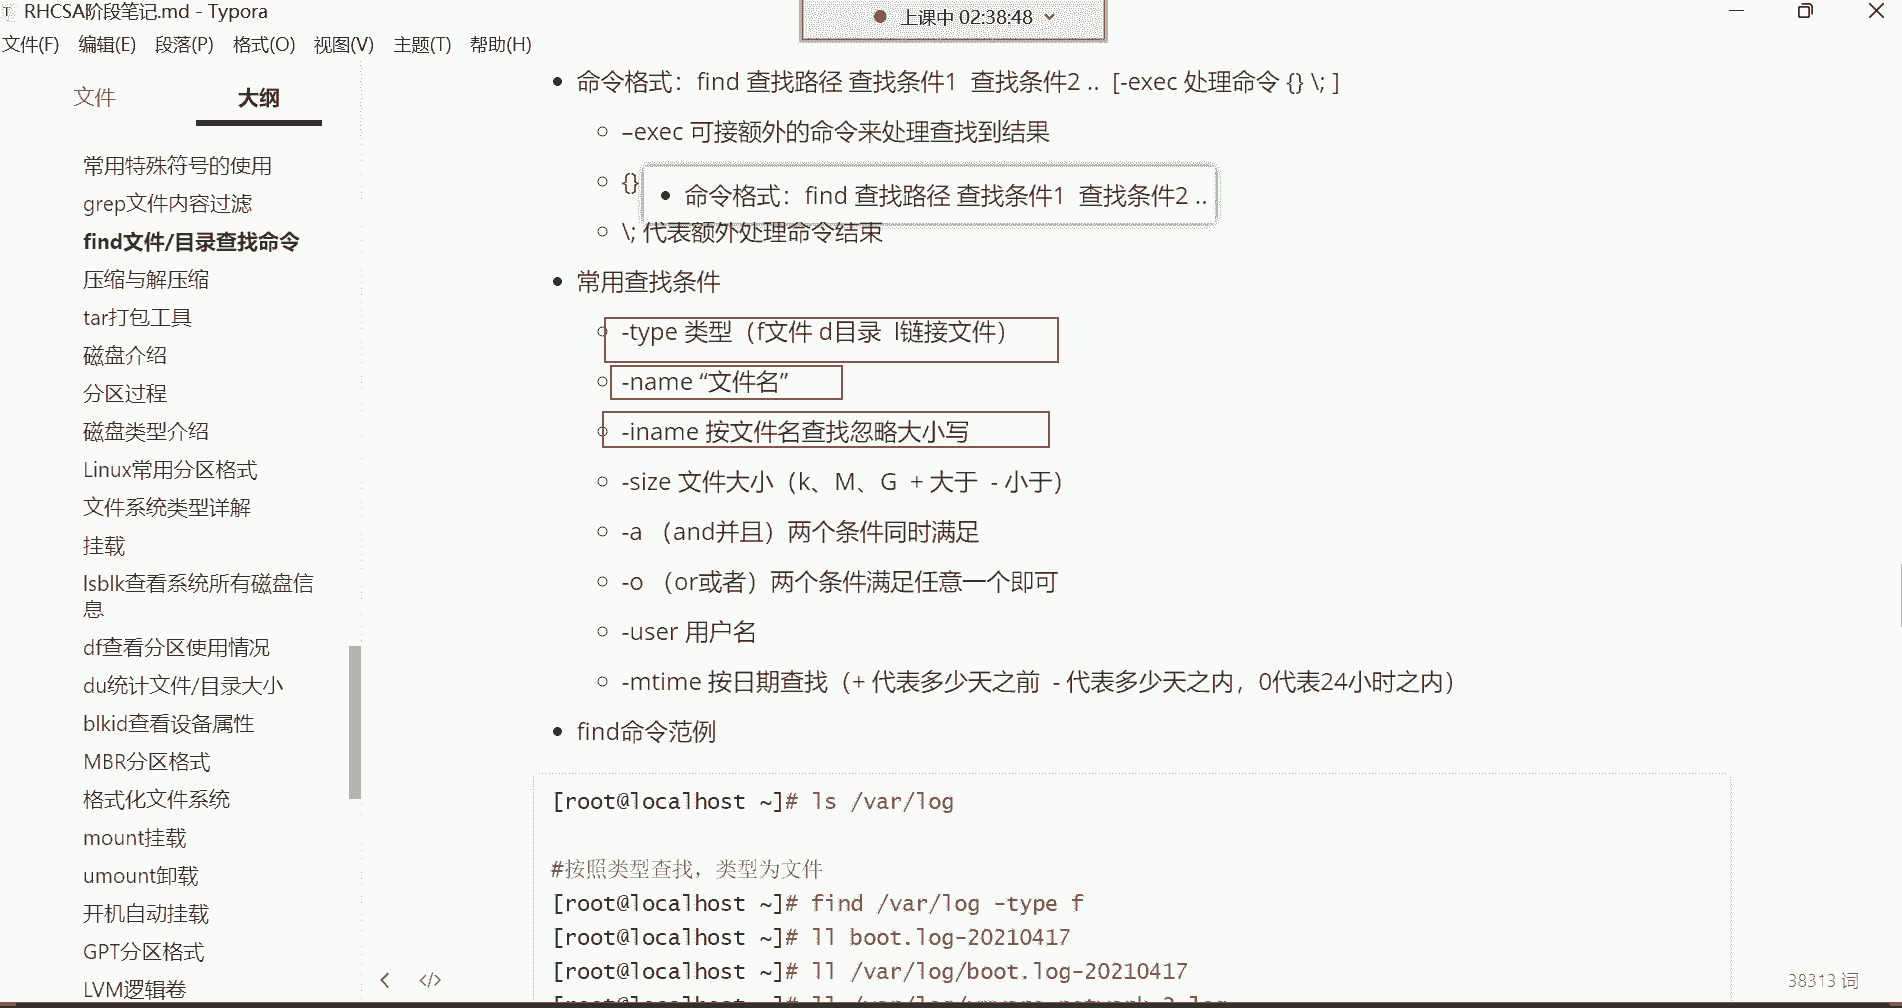 RHCSA阶段笔记.md - Typora
上课中 02:38:48
文件(F) 编辑(E) 段落(P) 格式(O) 视图(V) 主题(T) 帮助(H)
文件 大纲
常用特殊符号的使用
grep文件内容过滤
find文件/目录查找命令
压缩与解压缩
tar打包工具
磁盘介绍
分区过程
磁盘类型介绍
Linux常用分区格式
文件系统类型详解
挂载
lsblk查看系统所有磁盘信
息
df查看分区使用情况
du统计文件/目录大小
blkid查看设备属性
MBR分区格式
格式化文件系统
mount挂载
umount卸载
开机自动挂载
GPT分区格式
LVM逻辑卷
命令格式：find 查找路径 查找条件1 查找条件2 .. [-exec 处理命令 {} \; ]
–exec 可接额外的命令来处理查找到结果
{}
命令格式：find 查找路径 查找条件1 查找条件2 ..
\; 代表额外处理命令结束
常用查找条件
-type 类型（f文件 d目录 l链接文件）
-name “文件名”
-iname 按文件名查找忽略大小写
-size 文件大小（k、M、G + 大于 - 小于）
-a （and并且）两个条件同时满足
-o （or或者）两个条件满足任意一个即可
-user 用户名
-mtime 按日期查找（+ 代表多少天之前 - 代表多少天之内，0代表24小时之内）
find命令范例
[root@localhost ~]# ls /var/log
#按照类型查找，类型为文件
[root@localhost ~]# find /var/log -type f
[root@localhost ~]# ll boot.log-20210417
[root@localhost ~]# ll /var/log/boot.log-20210417
38313 词